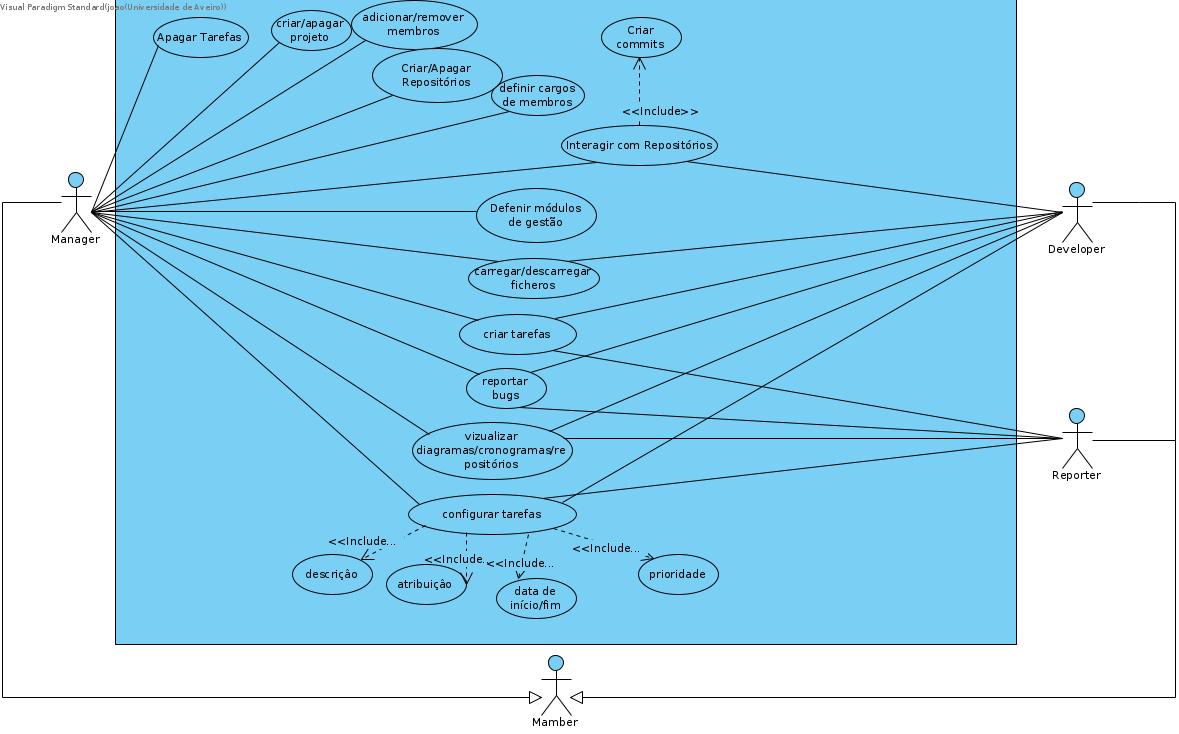 Visual Paradigm Standard(joao(Universidade de Aveiro))
Apagar Tarefas
criar/apagar
projeto
adicionar/remover
membros
Criar
commits
Criar/Apagar
Repositórios
definir cargos
de membros
<<Include>>
Interagir com Repositórios
Manager
Defenir módulos
de gestão
Developer
carregar/descarregar
ficheros
criar tarefas
reportar
bugs
vizualizar
diagramas/cronogramas/re
positórios
Reporter
configurar tarefas
<<Include...
<<Include...
<<Include...
<<Include...
descrição
atribuição
data de
início/fim
prioridade
Mamber